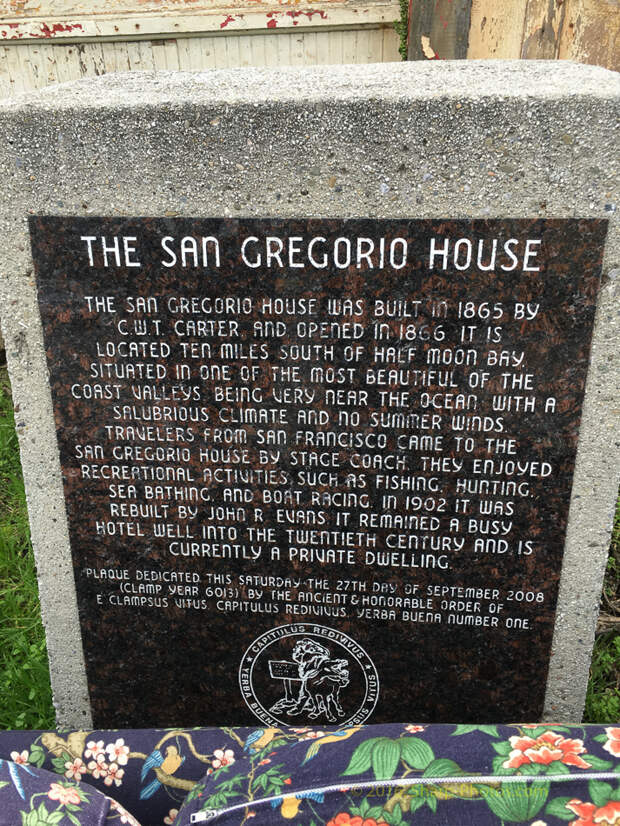 THE SAN GREGORIO HOUSE
THE SAN GREGORIO HOUSE WAS BUILT IN 1865 BY
C.W.T. CARTER, AND OPENED IN 1866. IT IS
LOCATED TEN MILES SOUTH OF HALF MOON BAY,
SITUATED IN ONE OF THE MOST BEAUTIFUL OF THE
COAST VALLEYS, BEING VERY NEAR THE OCEAN, WITH A
SALUBRIOUS CLIMATE AND NO SUMMER WINDS.
TRAVELERS FROM SAN FRANCISCO CAME TO THE
SAN GREGORIO HOUSE BY STAGE COACH. THEY ENJOYED
RECREATIONAL ACTIVITIES SUCH AS FISHING, HUNTING,
SEA BATHING, AND BOAT RACING. IN 1902 IT WAS
REBUILT BY JOHN R. EVANS IT REMAINED A BUSY
HOTEL WELL INTO THE TWENTIETH CENTURY AND IS
CURRENTLY A PRIVATE DWELLING.
PLAQUE DEDICATED THIS SATURDAY THE 27TH DAY OF SEPTEMBER 2008
(CLAMP YEAR 6013) BY THE ANCIENT & HONORABLE ORDER OF
E CLAMPSUS VITUS, CAPITULUS REDIVIVUS, YERBA BUENA NUMBER ONE.
CAPITULUS REDIVIVUS
YERBA BUENA
VITUS